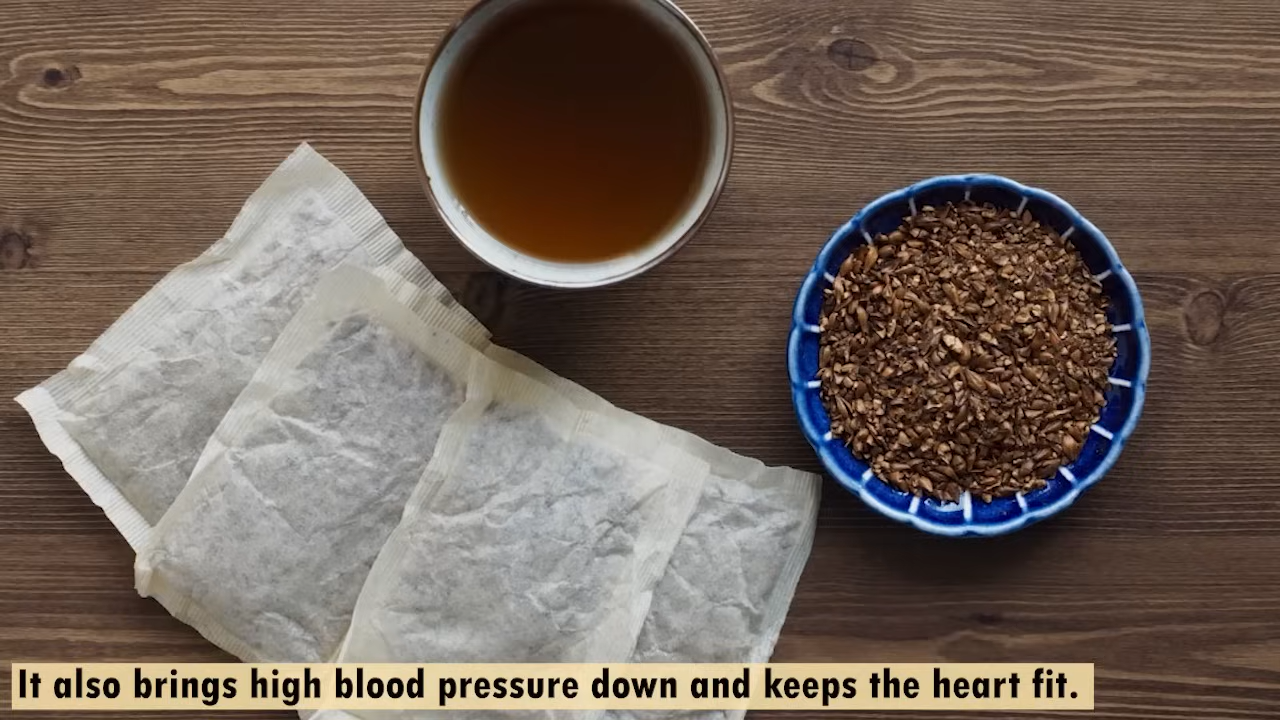 It also brings high blood pressure down and keeps the heart fit.